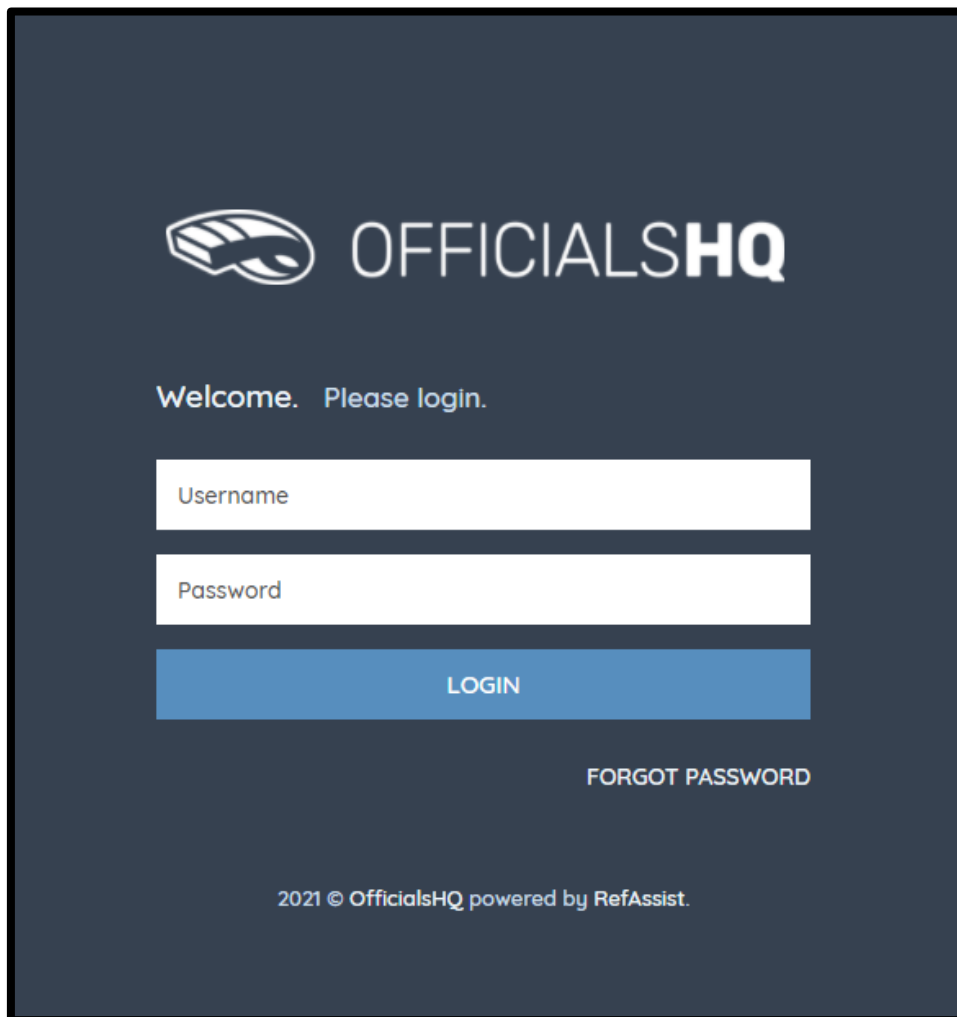 OFFICIALSHQ
Welcome. Please login.
Username
Password
LOGIN
FORGOT PASSWORD
2021 © OfficialsHQ powered by RefAssist.